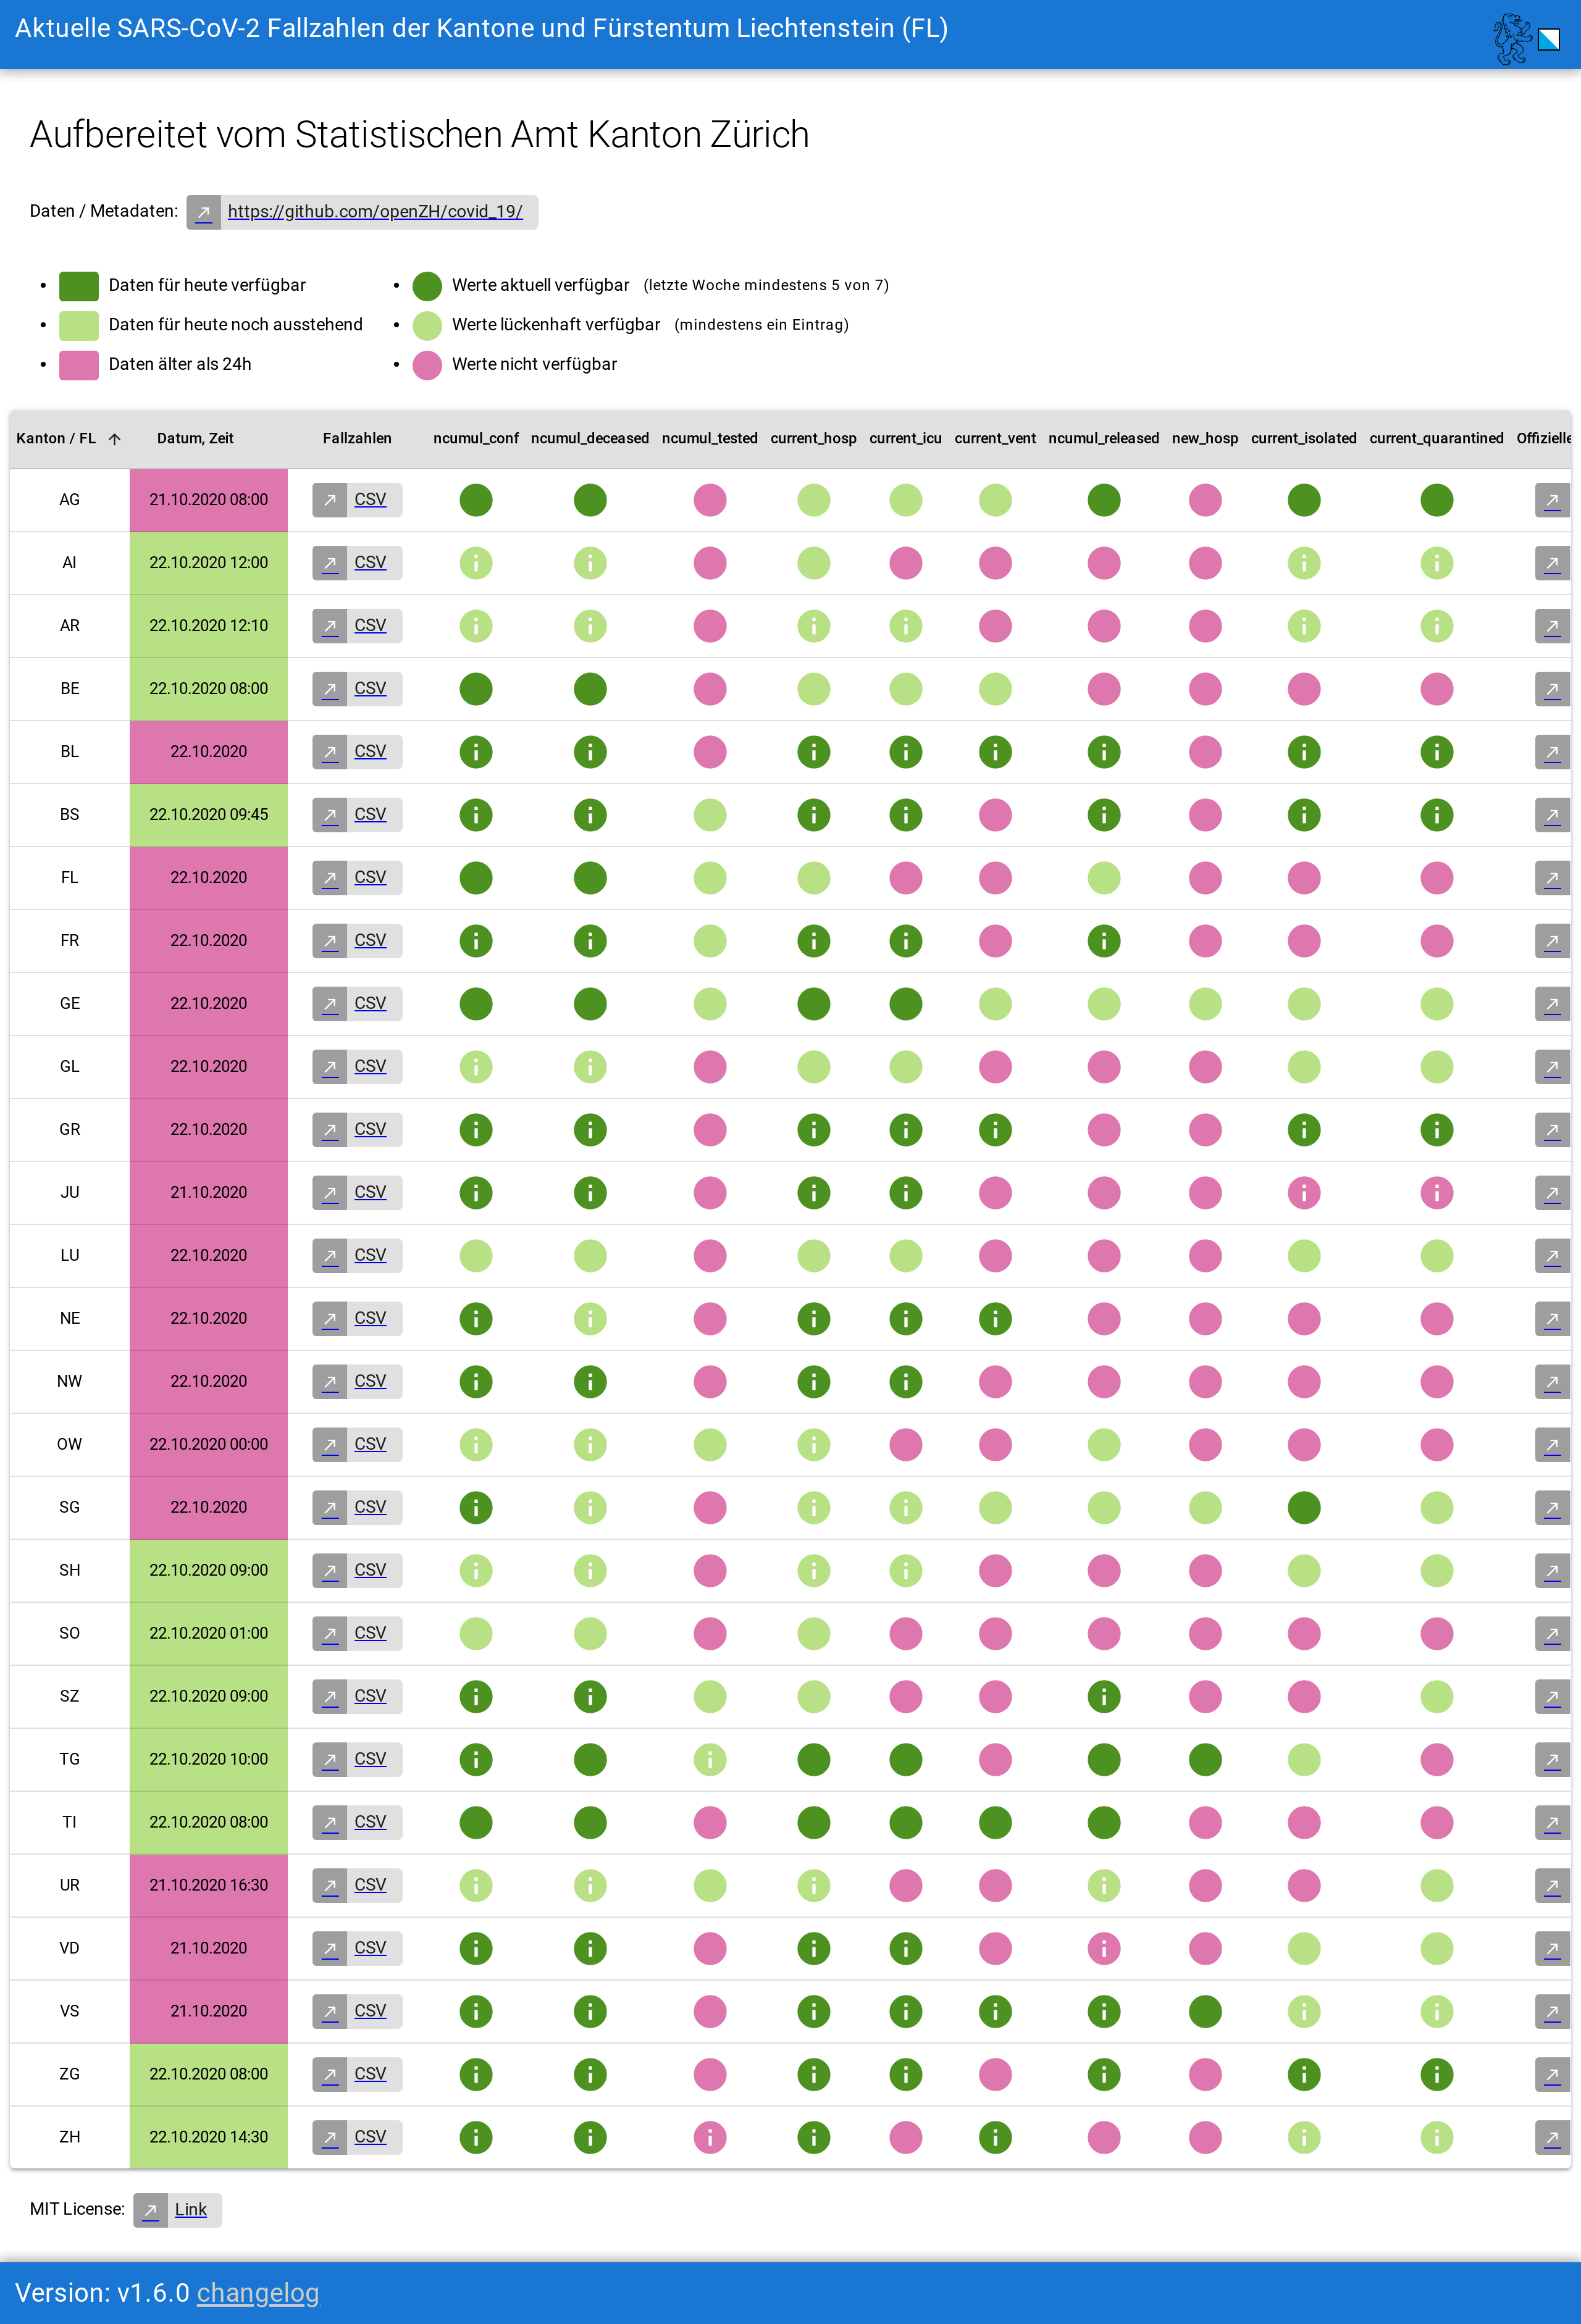 Aktuelle SARS-CoV-2 Fallzahlen der Kantone und Fürstentum Liechtenstein (FL)
Aufbereitet vom Statistischen Amt Kanton Zürich
Daten / Metadaten: https://github.com/openZH/covid_19/
Daten für heute verfügbar
Daten für heute noch ausstehend
Daten älter als 24h
Werte aktuell verfügbar (letzte Woche mindestens 5 von 7)
Werte lückenhaft verfügbar (mindestens ein Eintrag)
Werte nicht verfügbar
Kanton / FL Datum, Zeit Fallzahlen ncumul_conf ncumul_deceased ncumul_tested current_hosp current_icu current_vent ncumul_released new_hosp current_isolated current_quarantined Offizielle
AG 21.10.2020 08:00 CSV
AI 22.10.2020 12:00 CSV
AR 22.10.2020 12:10 CSV
BE 22.10.2020 08:00 CSV
BL 22.10.2020 CSV
BS 22.10.2020 09:45 CSV
FL 22.10.2020 CSV
FR 22.10.2020 CSV
GE 22.10.2020 CSV
GL 22.10.2020 CSV
GR 22.10.2020 CSV
JU 21.10.2020 CSV
LU 22.10.2020 CSV
NE 22.10.2020 CSV
NW 22.10.2020 CSV
OW 22.10.2020 00:00 CSV
SG 22.10.2020 CSV
SH 22.10.2020 09:00 CSV
SO 22.10.2020 01:00 CSV
SZ 22.10.2020 09:00 CSV
TG 22.10.2020 10:00 CSV
TI 22.10.2020 08:00 CSV
UR 21.10.2020 16:30 CSV
VD 21.10.2020 CSV
VS 21.10.2020 CSV
ZG 22.10.2020 08:00 CSV
ZH 22.10.2020 14:30 CSV
MIT License: Link
Version: v1.6.0 changelog